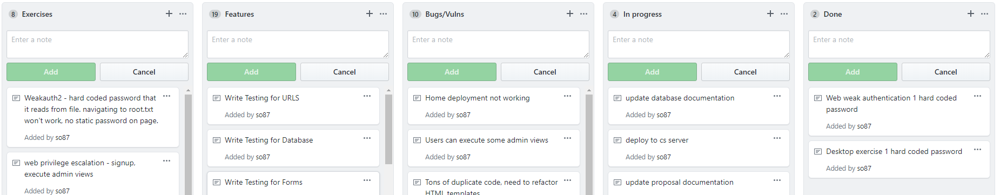 8 Exercises
Enter a note
Add Cancel
Weakauth2 - hard coded password that
it reads from file. navigating to root.txt
won't work, no static password on page.
Added by so87
web privilege escalation - signup,
execute admin views
Added by so87
19 Features
Enter a note
Add Cancel
Write Testing for URLS
Added by so87
Write Testing for Database
Added by so87
Write Testing for Forms
10 Bugs/Vulns
Enter a note
Add Cancel
Home deployment not working
Added by so87
Users can execute some admin views
Added by so87
Tons of duplicate code, need to refactor
HTML templates
4 In progress
Enter a note
Add Cancel
update database documentation
Added by so87
deploy to cs server
Added by so87
update proposal documentation
2 Done
Enter a note
Add Cancel
Web weak authentication 1 hard coded
password
Added by so87
Desktop exercise 1 hard coded password
Added by so87